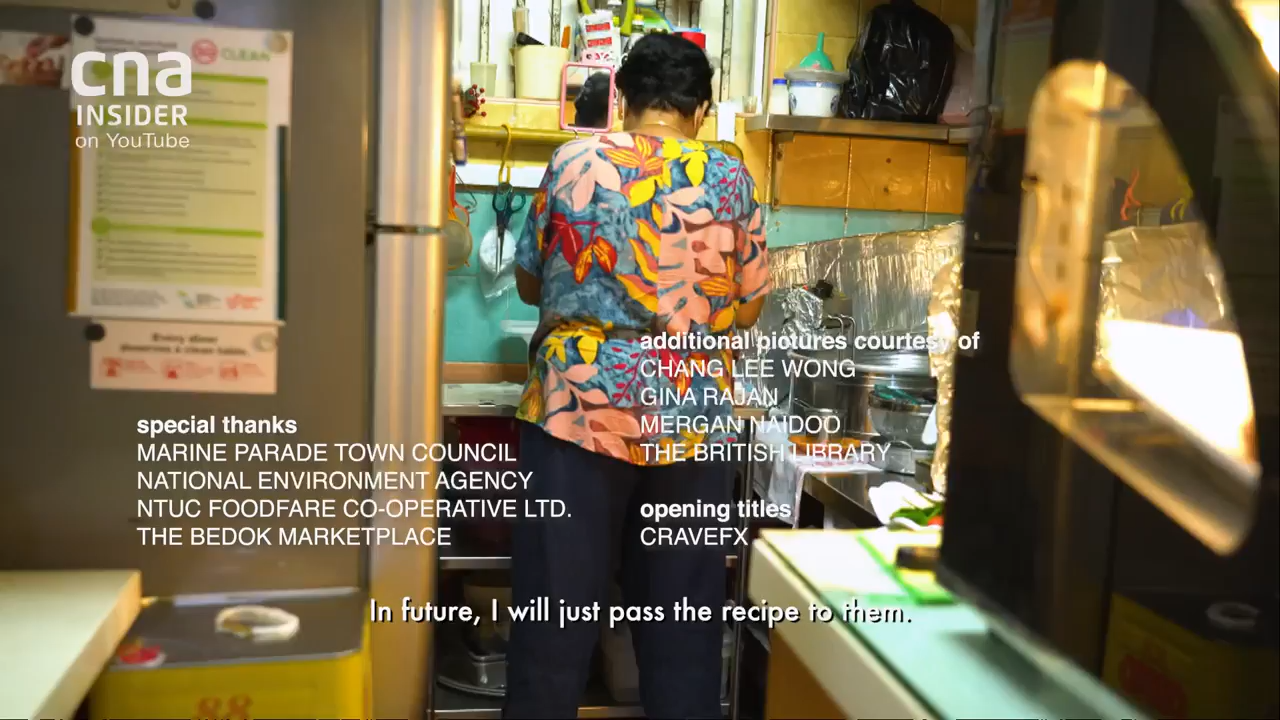 cna
INSIDER
on YouTube
CLEAN
additional pictures courtesy of
CHANG LEE WONG
GINA RAJAN
MERGAN NAIDOO
THE BRITISH LIBRARY
special thanks
MARINE PARADE TOWN COUNCIL
NATIONAL ENVIRONMENT AGENCY
NTUC FOODFARE CO-OPERATIVE LTD.
THE BEDOK MARKETPLACE
opening titles
CRAVEFX
In future, I will just pass the recipe to them.
88